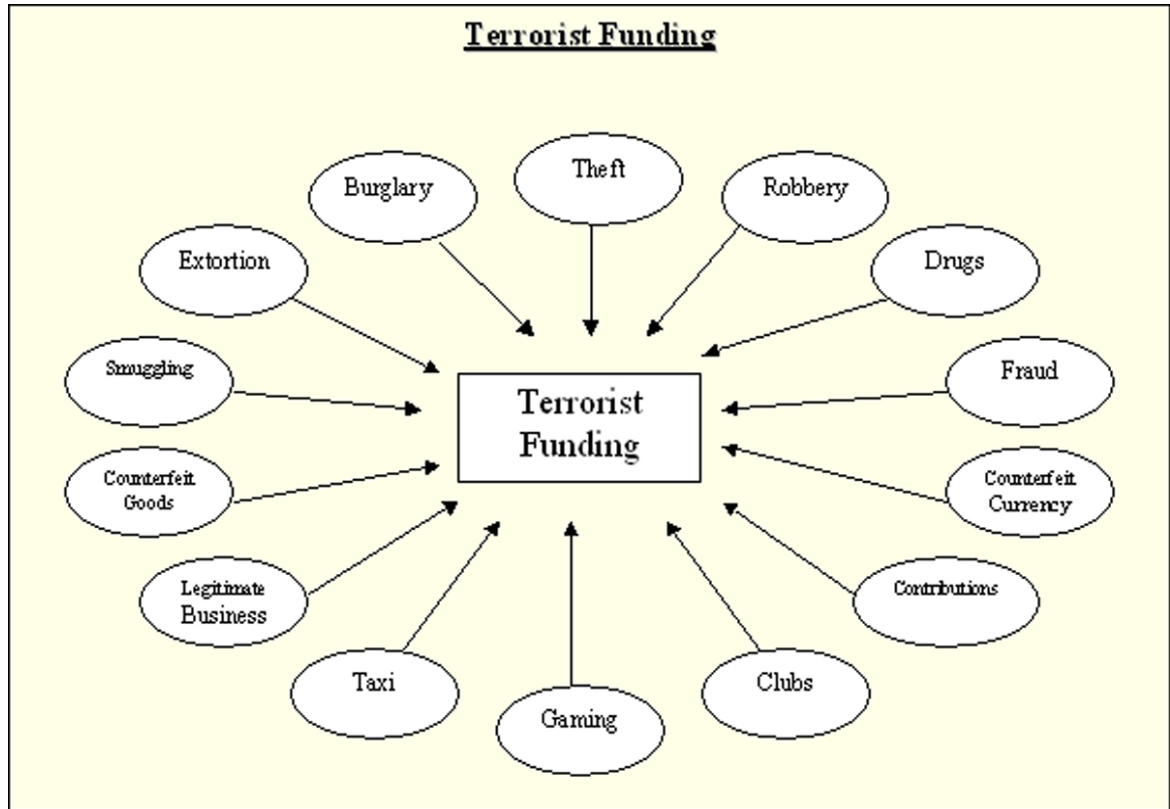 Terrorist Funding
Theft
Burglary
Robbery
Extortion
Drugs
Smuggling
Fraud
Terrorist
Funding
Counterfeit
Goods
Counterfeit
Currency
Legitimate
Business
Contributions
Taxi
Clubs
Gaming